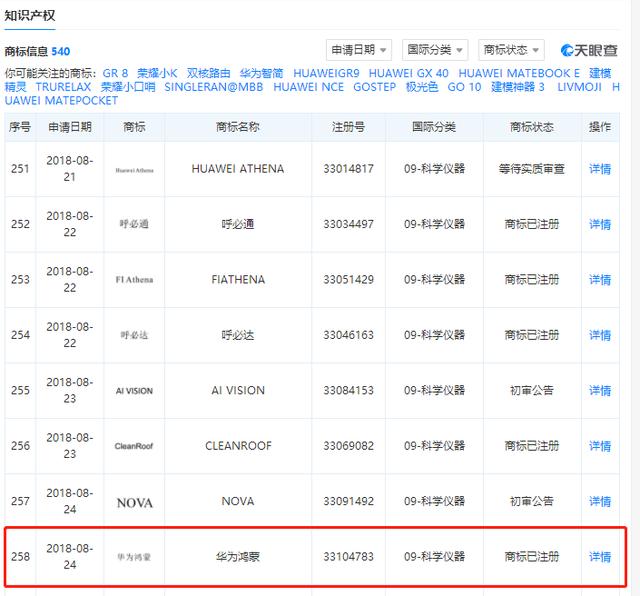 知识产权
商标信息 540
申请日期 国际分类 商标状态 天眼查
你可能关注的商标： GR 8 荣耀小K 双核路由 华为智简 HUAWEIGR9 HUAWEI GX 40 HUAWEI MATEBOOK E 建模
精灵 TRURELAX 荣耀小口哨 SINGLERAN@MBB HUAWEI NCE GOSTEP 极光色 GO 10 建模神器 3 LIVMOJI H
UAWEI MATEPOCKET
序号 申请日期 商标 商标名称 注册号 国际分类 商标状态 操作
251 2018-08-21 Huawei Athena HUAWEI ATHENA 33014817 09-科学仪器 等待实质审查 详情
252 2018-08-22 呼必通 呼必通 33034497 09-科学仪器 商标已注册 详情
253 2018-08-22 FI Athena FIATHENA 33051429 09-科学仪器 商标已注册 详情
254 2018-08-22 呼必达 呼必达 33046163 09-科学仪器 商标已注册 详情
255 2018-08-23 AI VISION AI VISION 33084153 09-科学仪器 初审公告 详情
256 2018-08-23 CleanRoof CLEANROOF 33069082 09-科学仪器 商标已注册 详情
257 2018-08-24 NOVA NOVA 33091492 09-科学仪器 初审公告 详情
258 2018-08-24 华为鸿蒙 华为鸿蒙 33104783 09-科学仪器 商标已注册 详情